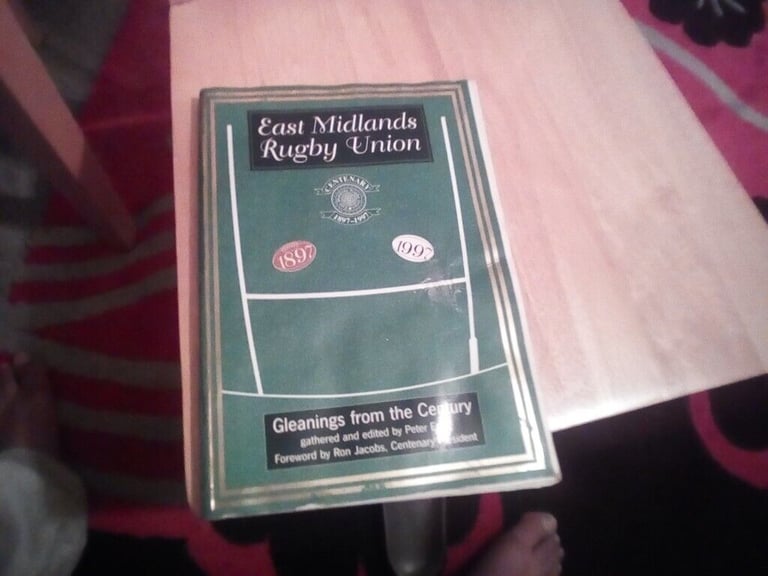 East Midlands
Rugby Union
CENTENARY
1897-1997
1897
1997
Gleanings from the Century
gathered and edited by Peter
Foreword by Ron Jacobs, Centenary President